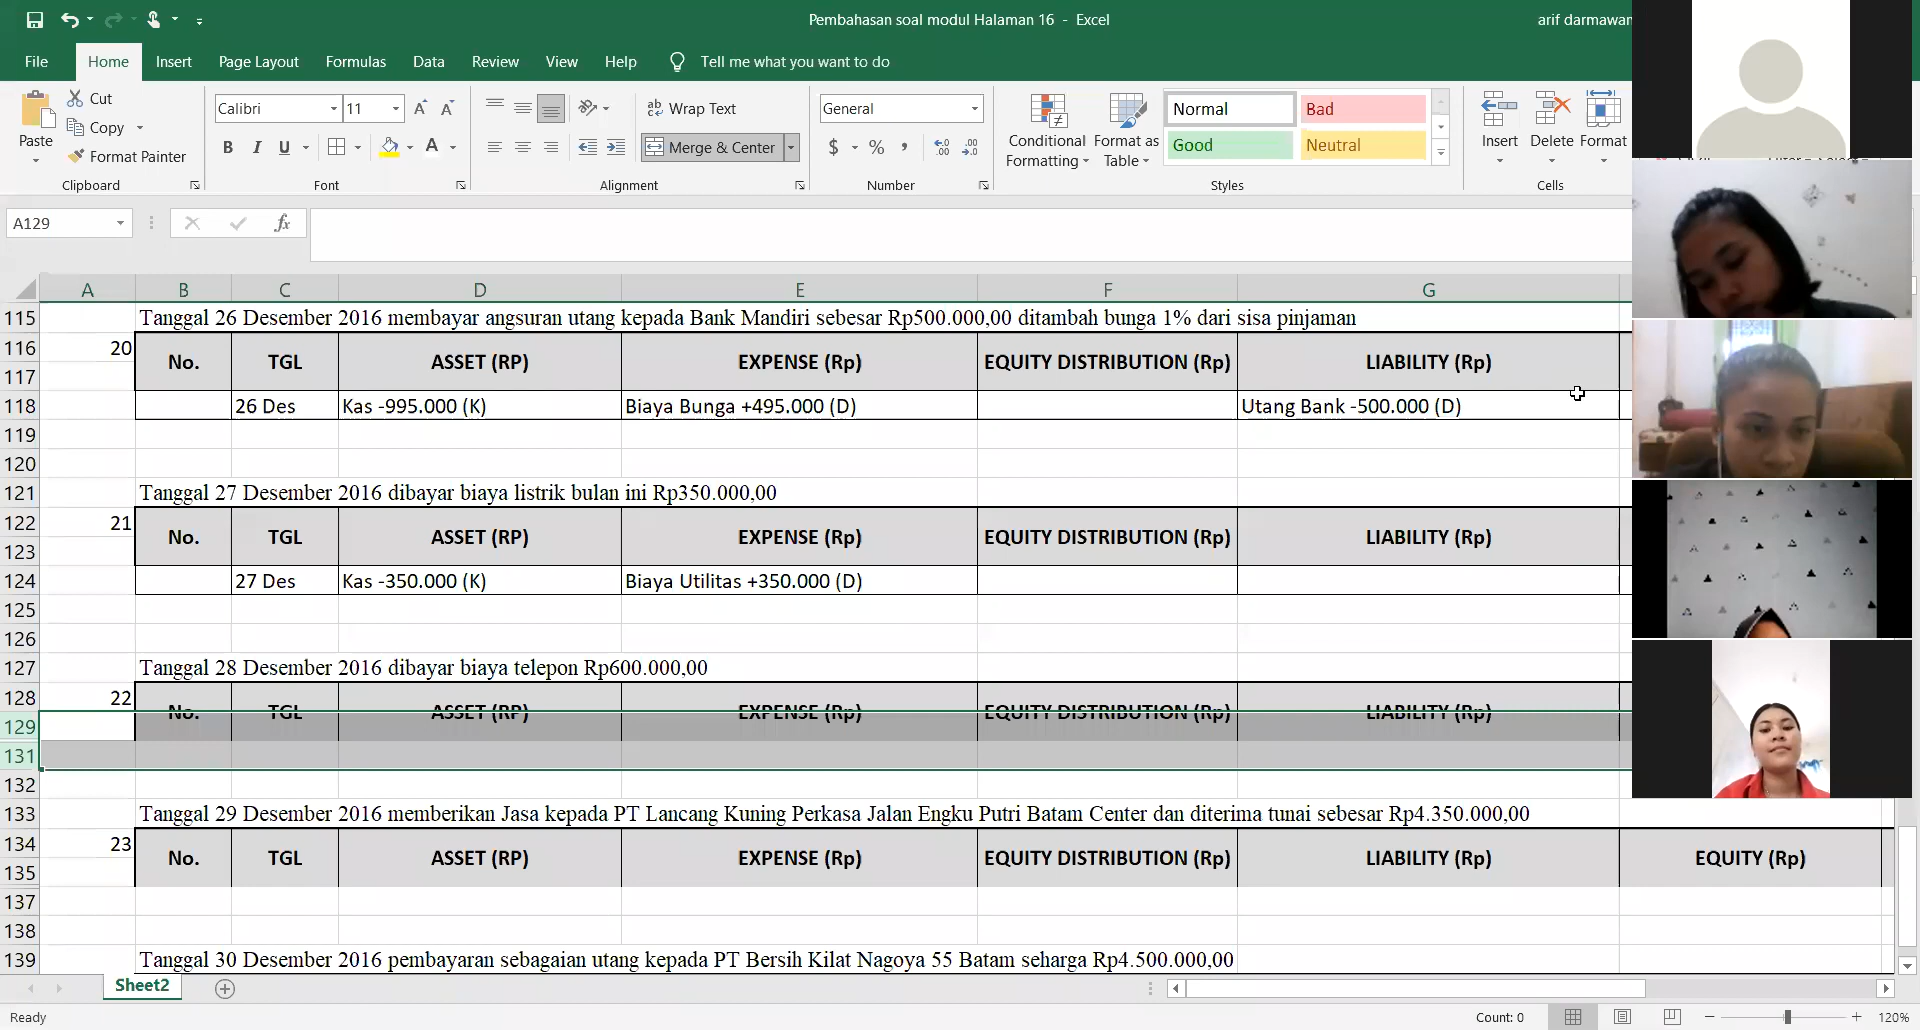 Pembahasan soal modul Halaman 16 - Excel
arif darmawan
File Home Insert Page Layout Formulas Data Review View Help Tell me what you want to do
Paste
Cut
Copy
Format Painter
Clipboard
Calibri 11
B I U
Font
Wrap Text
Merge & Center
Alignment
General
$ % ,
Number
Conditional Formatting
Format as Table
Normal Bad
Good Neutral
Styles
Insert Delete Format
Cells
A129
fx
A B C D E F G
115 Tanggal 26 Desember 2016 membayar angsuran utang kepada Bank Mandiri sebesar Rp500.000,00 ditambah bunga 1% dari sisa pinjaman
116 20
117 No. TGL ASSET (RP) EXPENSE (Rp) EQUITY DISTRIBUTION (Rp) LIABILITY (Rp)
118 26 Des Kas -995.000 (K) Biaya Bunga +495.000 (D) Utang Bank -500.000 (D)
119
120
121 Tanggal 27 Desember 2016 dibayar biaya listrik bulan ini Rp350.000,00
122 21
123 No. TGL ASSET (RP) EXPENSE (Rp) EQUITY DISTRIBUTION (Rp) LIABILITY (Rp)
124 27 Des Kas -350.000 (K) Biaya Utilitas +350.000 (D)
125
126
127 Tanggal 28 Desember 2016 dibayar biaya telepon Rp600.000,00
128 22 No. TGL ASSET (RP) EXPENSE (Rp) EQUITY DISTRIBUTION (Rp) LIABILITY (Rp)
129
131
132
133 Tanggal 29 Desember 2016 memberikan Jasa kepada PT Lancang Kuning Perkasa Jalan Engku Putri Batam Center dan diterima tunai sebesar Rp4.350.000,00
134 23
135 No. TGL ASSET (RP) EXPENSE (Rp) EQUITY DISTRIBUTION (Rp) LIABILITY (Rp) EQUITY (Rp)
137
138
139 Tanggal 30 Desember 2016 pembayaran sebagaian utang kepada PT Bersih Kilat Nagoya 55 Batam seharga Rp4.500.000,00
Sheet2
Ready
Count: 0
120%